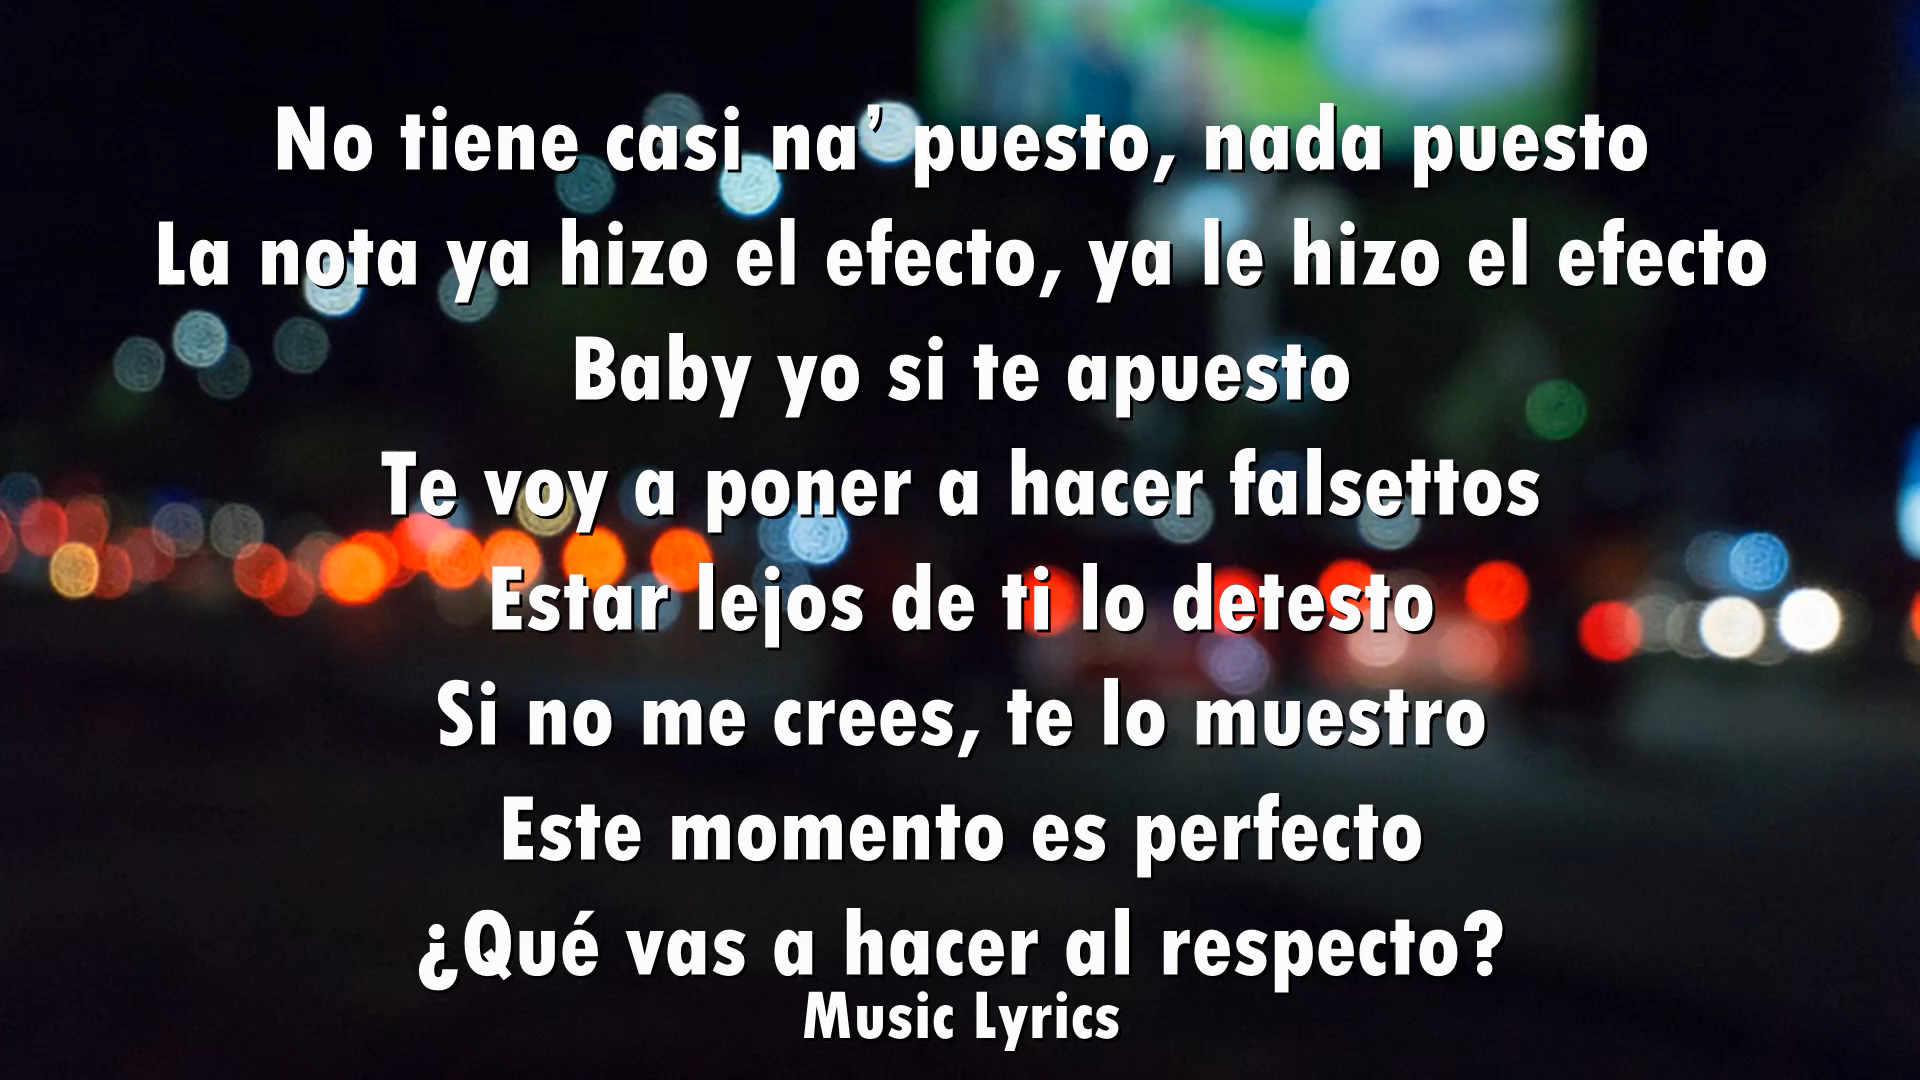 No tiene casi na’ puesto, nada puesto
La nota ya hizo el efecto, ya le hizo el efecto
Baby yo si te apuesto
Te voy a poner a hacer falsettos
Estar lejos de ti lo detesto
Si no me crees, te lo muestro
Este momento es perfecto
¿Qué vas a hacer al respecto?
Music Lyrics